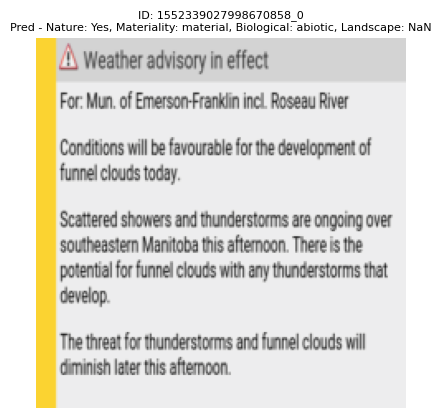 ID: 1552339027998670858_0
Pred - Nature: Yes, Materiality: material, Biological: abiotic, Landscape: NaN
Weather advisory in effect
For: Mun. of Emerson-Franklin incl. Roseau River
Conditions will be favourable for the development of
funnel clouds today.
Scattered showers and thunderstorms are ongoing over
southeastern Manitoba this afternoon. There is the
potential for funnel clouds with any thunderstorms that
develop.
The threat for thunderstorms and funnel clouds will
diminish later this afternoon.